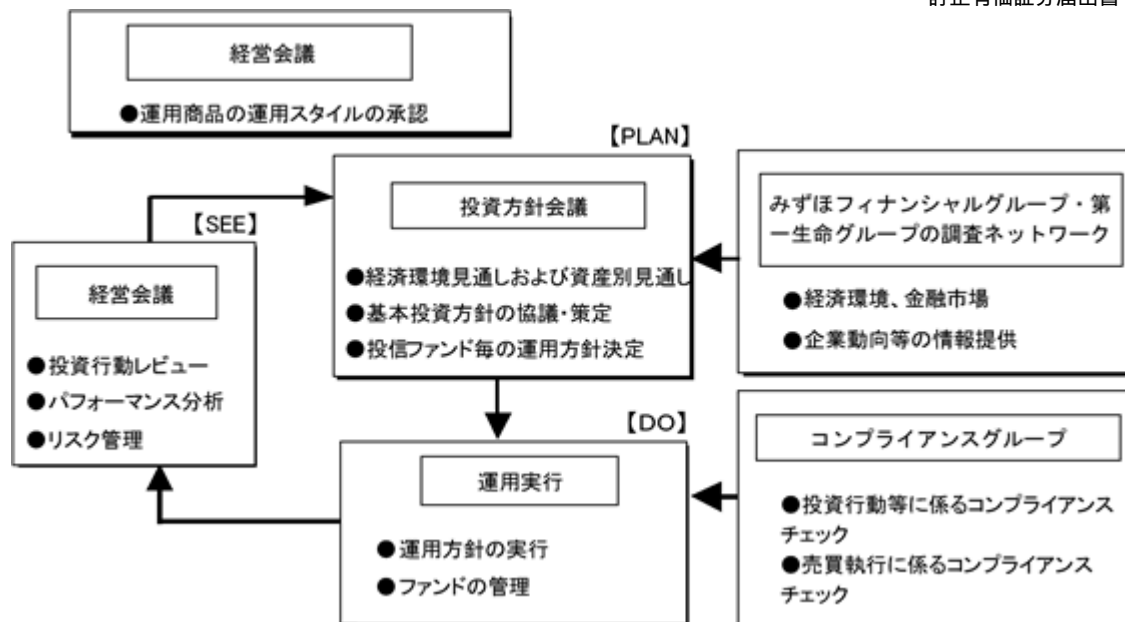 経営会議
●運用商品の運用スタイルの承認
【PLAN】
投資方針会議
●経済環境見通しおよび資産別見通し
●基本投資方針の協議・策定
●投信ファンド毎の運用方針決定
みずほフィナンシャルグループ・第
一生命グループの調査ネットワーク
●経済環境、金融市場
●企業動向等の情報提供
【SEE】
経営会議
●投資行動レビュー
●パフォーマンス分析
●リスク管理
【DO】
運用実行
●運用方針の実行
●ファンドの管理
コンプライアンスグループ
●投資行動等に係るコンプライアンス
チェック
●売買執行に係るコンプライアンス
チェック